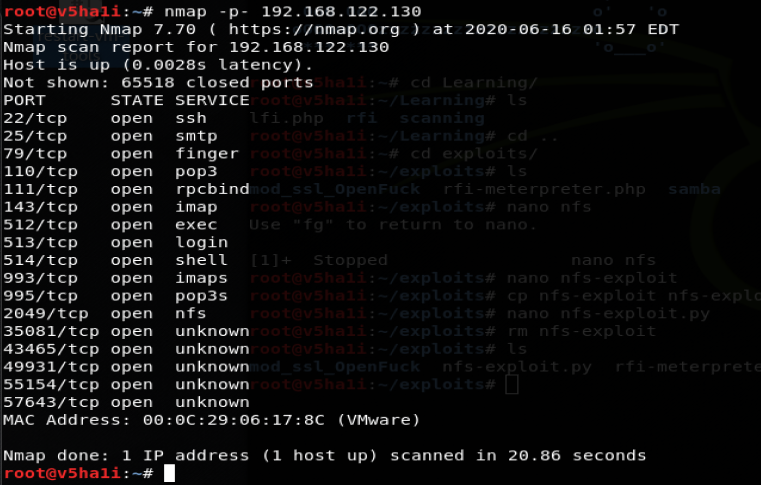 root@v5ha1i:~# nmap -p- 192.168.122.130
Starting Nmap 7.70 ( https://nmap.org ) at 2020-06-16 01:57 EDT
Nmap scan report for 192.168.122.130
Host is up (0.0028s latency).
Not shown: 65518 closed ports
PORT      STATE SERVICE
22/tcp    open  ssh
25/tcp    open  smtp
79/tcp    open  finger
110/tcp   open  pop3
111/tcp   open  rpcbind
143/tcp   open  imap
512/tcp   open  exec
513/tcp   open  login
514/tcp   open  shell
993/tcp   open  imaps
995/tcp   open  pop3s
2049/tcp  open  nfs
35081/tcp open  unknown
43465/tcp open  unknown
49931/tcp open  unknown
55154/tcp open  unknown
57643/tcp open  unknown
MAC Address: 00:0C:29:06:17:8C (VMware)
Nmap done: 1 IP address (1 host up) scanned in 20.86 seconds
root@v5ha1i:~#
root@v5ha1i:~# cd Learning/
root@v5ha1i:~/Learning# ls
lfi.php  rfi  scanning
root@v5ha1i:~/Learning# cd ..
root@v5ha1i:~# cd exploits/
root@v5ha1i:~/exploits# ls
mod_ssl_OpenFuck  rfi-meterpreter.php  samba
root@v5ha1i:~/exploits# nano nfs
Use "fg" to return to nano.
[1]+  Stopped                 nano nfs
root@v5ha1i:~/exploits# nano nfs-exploit
root@v5ha1i:~/exploits# cp nfs-exploit nfs-explo
root@v5ha1i:~/exploits# nano nfs-exploit.py
root@v5ha1i:~/exploits# rm nfs-exploit
root@v5ha1i:~/exploits# ls
mod_ssl_OpenFuck  nfs-exploit.py  rfi-meterprete
root@v5ha1i:~/exploits#